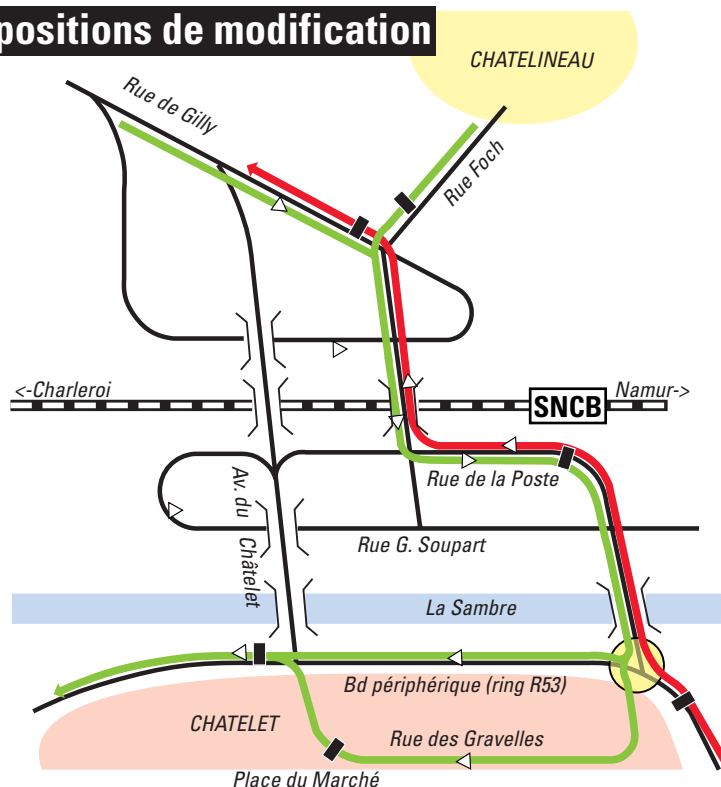 positions de modification
CHATELINEAU
Rue de Gilly
Rue Foch
<-Charleroi
SNCB
Namur->
Av. du Châtelet
Rue de la Poste
Rue G. Soupart
La Sambre
Bd périphérique (ring R53)
CHATELET
Rue des Gravelles
Place du Marché